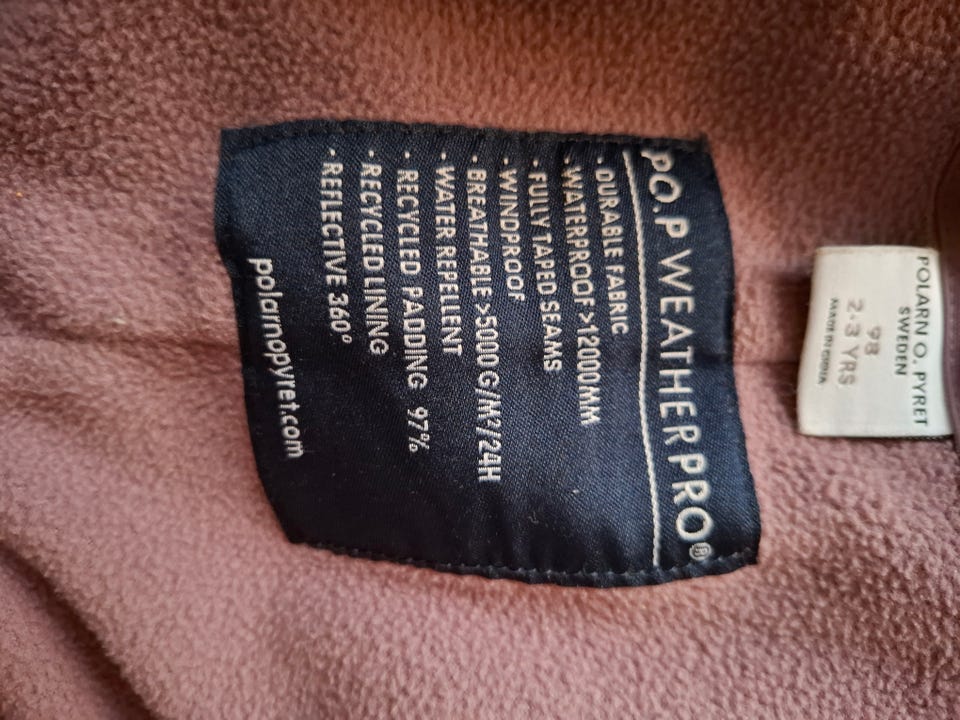 PO.P WEATHER PRO®
· DURABLE FABRIC
· WATERPROOF >12000MM
· FULLY TAPED SEAMS
· WINDPROOF
· BREATHABLE >5000 G/M²/24H
· WATER REPELLENT
· RECYCLED PADDING 97%
· RECYCLED LINING
· REFLECTIVE 360°
polarnopyret.com
POLARN O. PYRET
SWEDEN
98
2-3 YRS
MADE IN CHINA